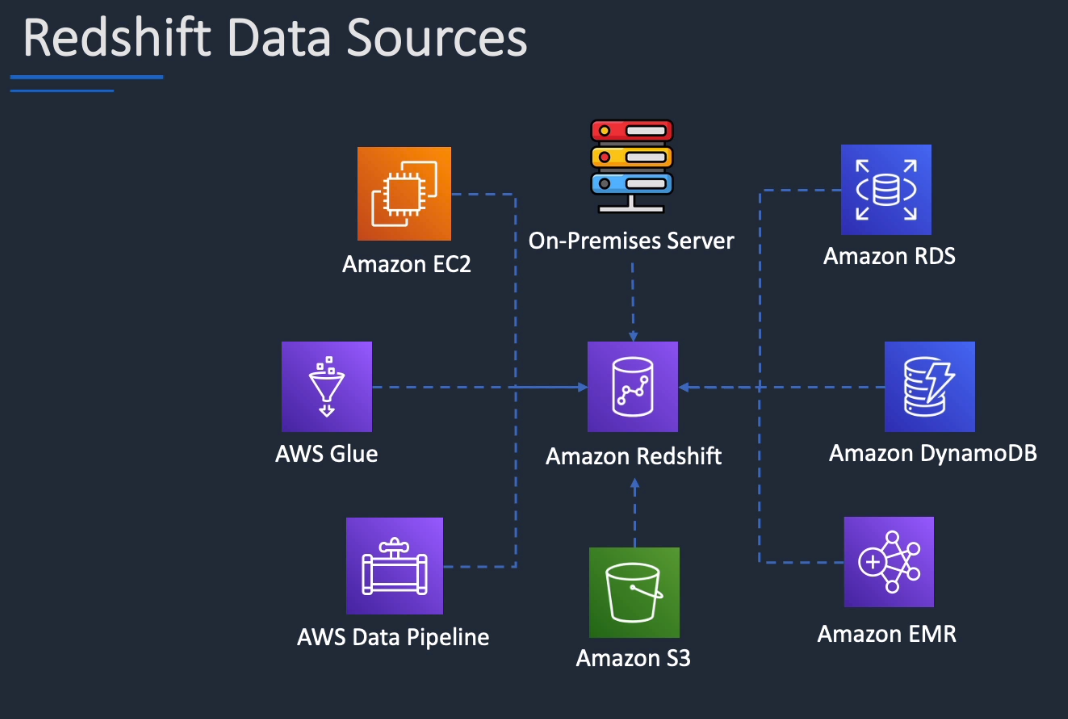 Redshift Data Sources
On-Premises Server
Amazon EC2
Amazon RDS
AWS Glue
Amazon Redshift
Amazon DynamoDB
AWS Data Pipeline
Amazon S3
Amazon EMR